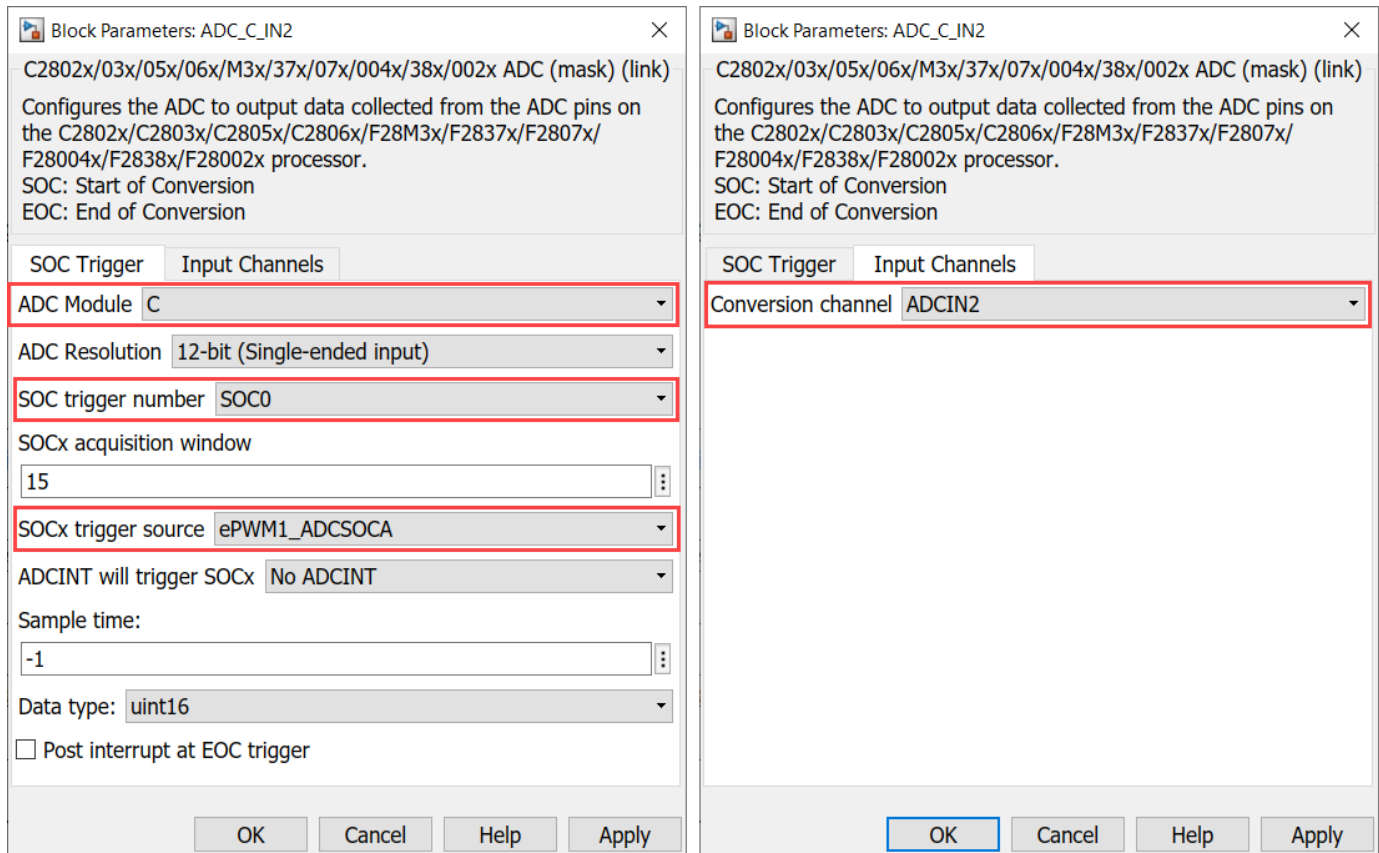 Block Parameters: ADC_C_IN2
C2802x/03x/05x/06x/M3x/37x/07x/004x/38x/002x ADC (mask) (link)
Configures the ADC to output data collected from the ADC pins on
the C2802x/C2803x/C2805x/C2806x/F28M3x/F2837x/F2807x/
F28004x/F2838x/F28002x processor.
SOC: Start of Conversion
EOC: End of Conversion
SOC Trigger Input Channels
ADC Module C
ADC Resolution 12-bit (Single-ended input)
SOC trigger number SOC0
SOCx acquisition window
15
SOCx trigger source ePWM1_ADCSOCA
ADCINT will trigger SOCx No ADCINT
Sample time:
-1
Data type: uint16
Post interrupt at EOC trigger
OK Cancel Help Apply
Block Parameters: ADC_C_IN2
C2802x/03x/05x/06x/M3x/37x/07x/004x/38x/002x ADC (mask) (link)
Configures the ADC to output data collected from the ADC pins on
the C2802x/C2803x/C2805x/C2806x/F28M3x/F2837x/F2807x/
F28004x/F2838x/F28002x processor.
SOC: Start of Conversion
EOC: End of Conversion
SOC Trigger Input Channels
Conversion channel ADCIN2
OK Cancel Help Apply